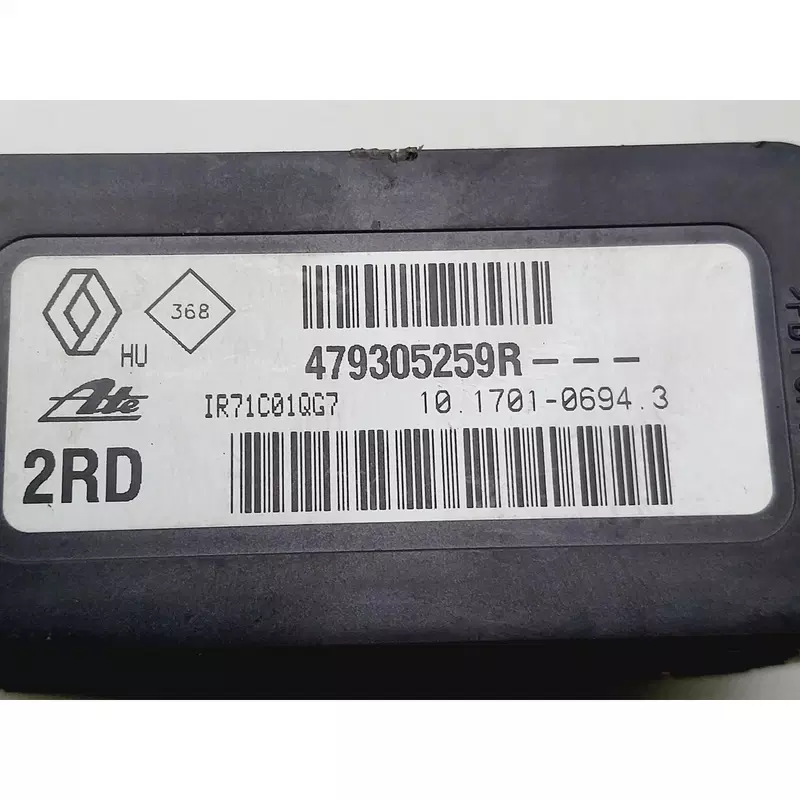 368
HU
479305259R---
Ate
IR71C01QG7 10.1701-0694.3
2RD